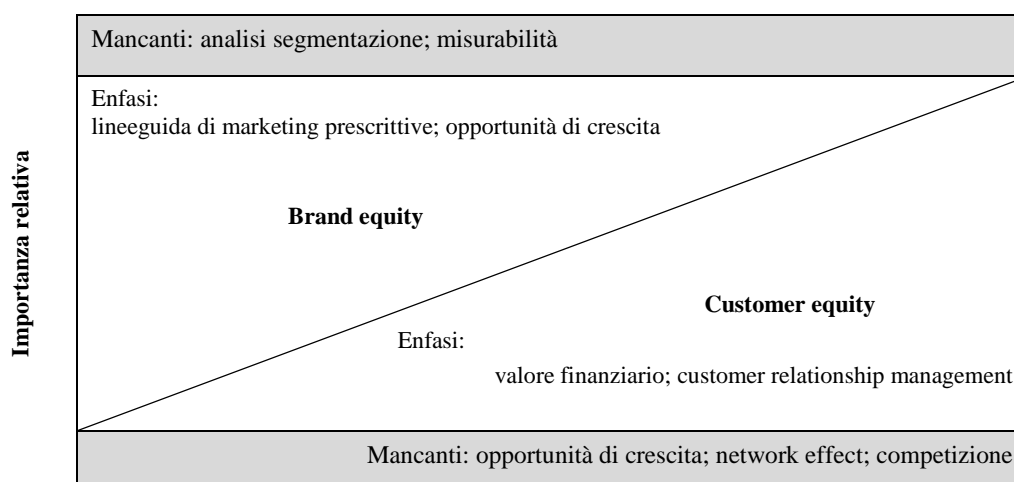 Mancanti: analisi segmentazione; misurabilità
Enfasi:
lineeguida di marketing prescrittive; opportunità di crescita
Importanza relativa
Brand equity
Customer equity
Enfasi:
valore finanziario; customer relationship management
Mancanti: opportunità di crescita; network effect; competizione